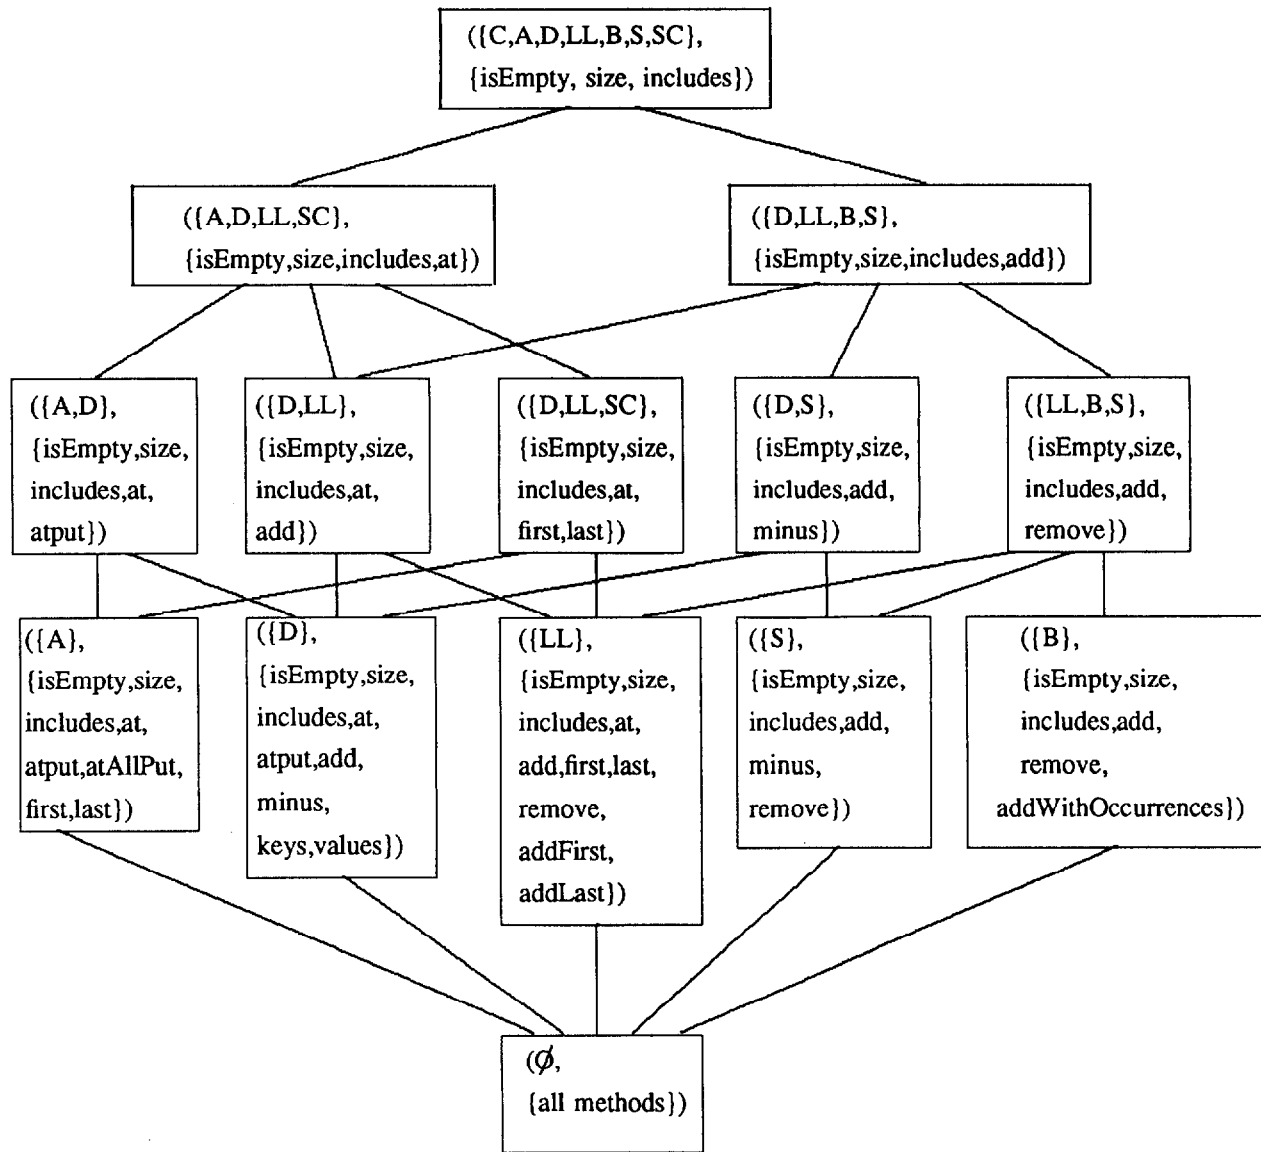 ({C,A,D,LL,B,S,SC},
{isEmpty, size, includes})
({A,D,LL,SC},
{isEmpty,size,includes,at})
({D,LL,B,S},
{isEmpty,size,includes,add})
({A,D},
{isEmpty,size,
includes,at,
atput})
({D,LL},
{isEmpty,size,
includes,at,
add})
({D,LL,SC},
{isEmpty,size,
includes,at,
first,last})
({D,S},
{isEmpty,size,
includes,add,
minus})
({LL,B,S},
{isEmpty,size,
includes,add,
remove})
({A},
{isEmpty,size,
includes,at,
atput,atAllPut,
first,last})
({D},
{isEmpty,size,
includes,at,
atput,add,
minus,
keys,values})
({LL},
{isEmpty,size,
includes,at,
add,first,last,
remove,
addFirst,
addLast})
({S},
{isEmpty,size,
includes,add,
minus,
remove})
({B},
{isEmpty,size,
includes,add,
remove,
addWithOccurrences})
(Ø,
{all methods})